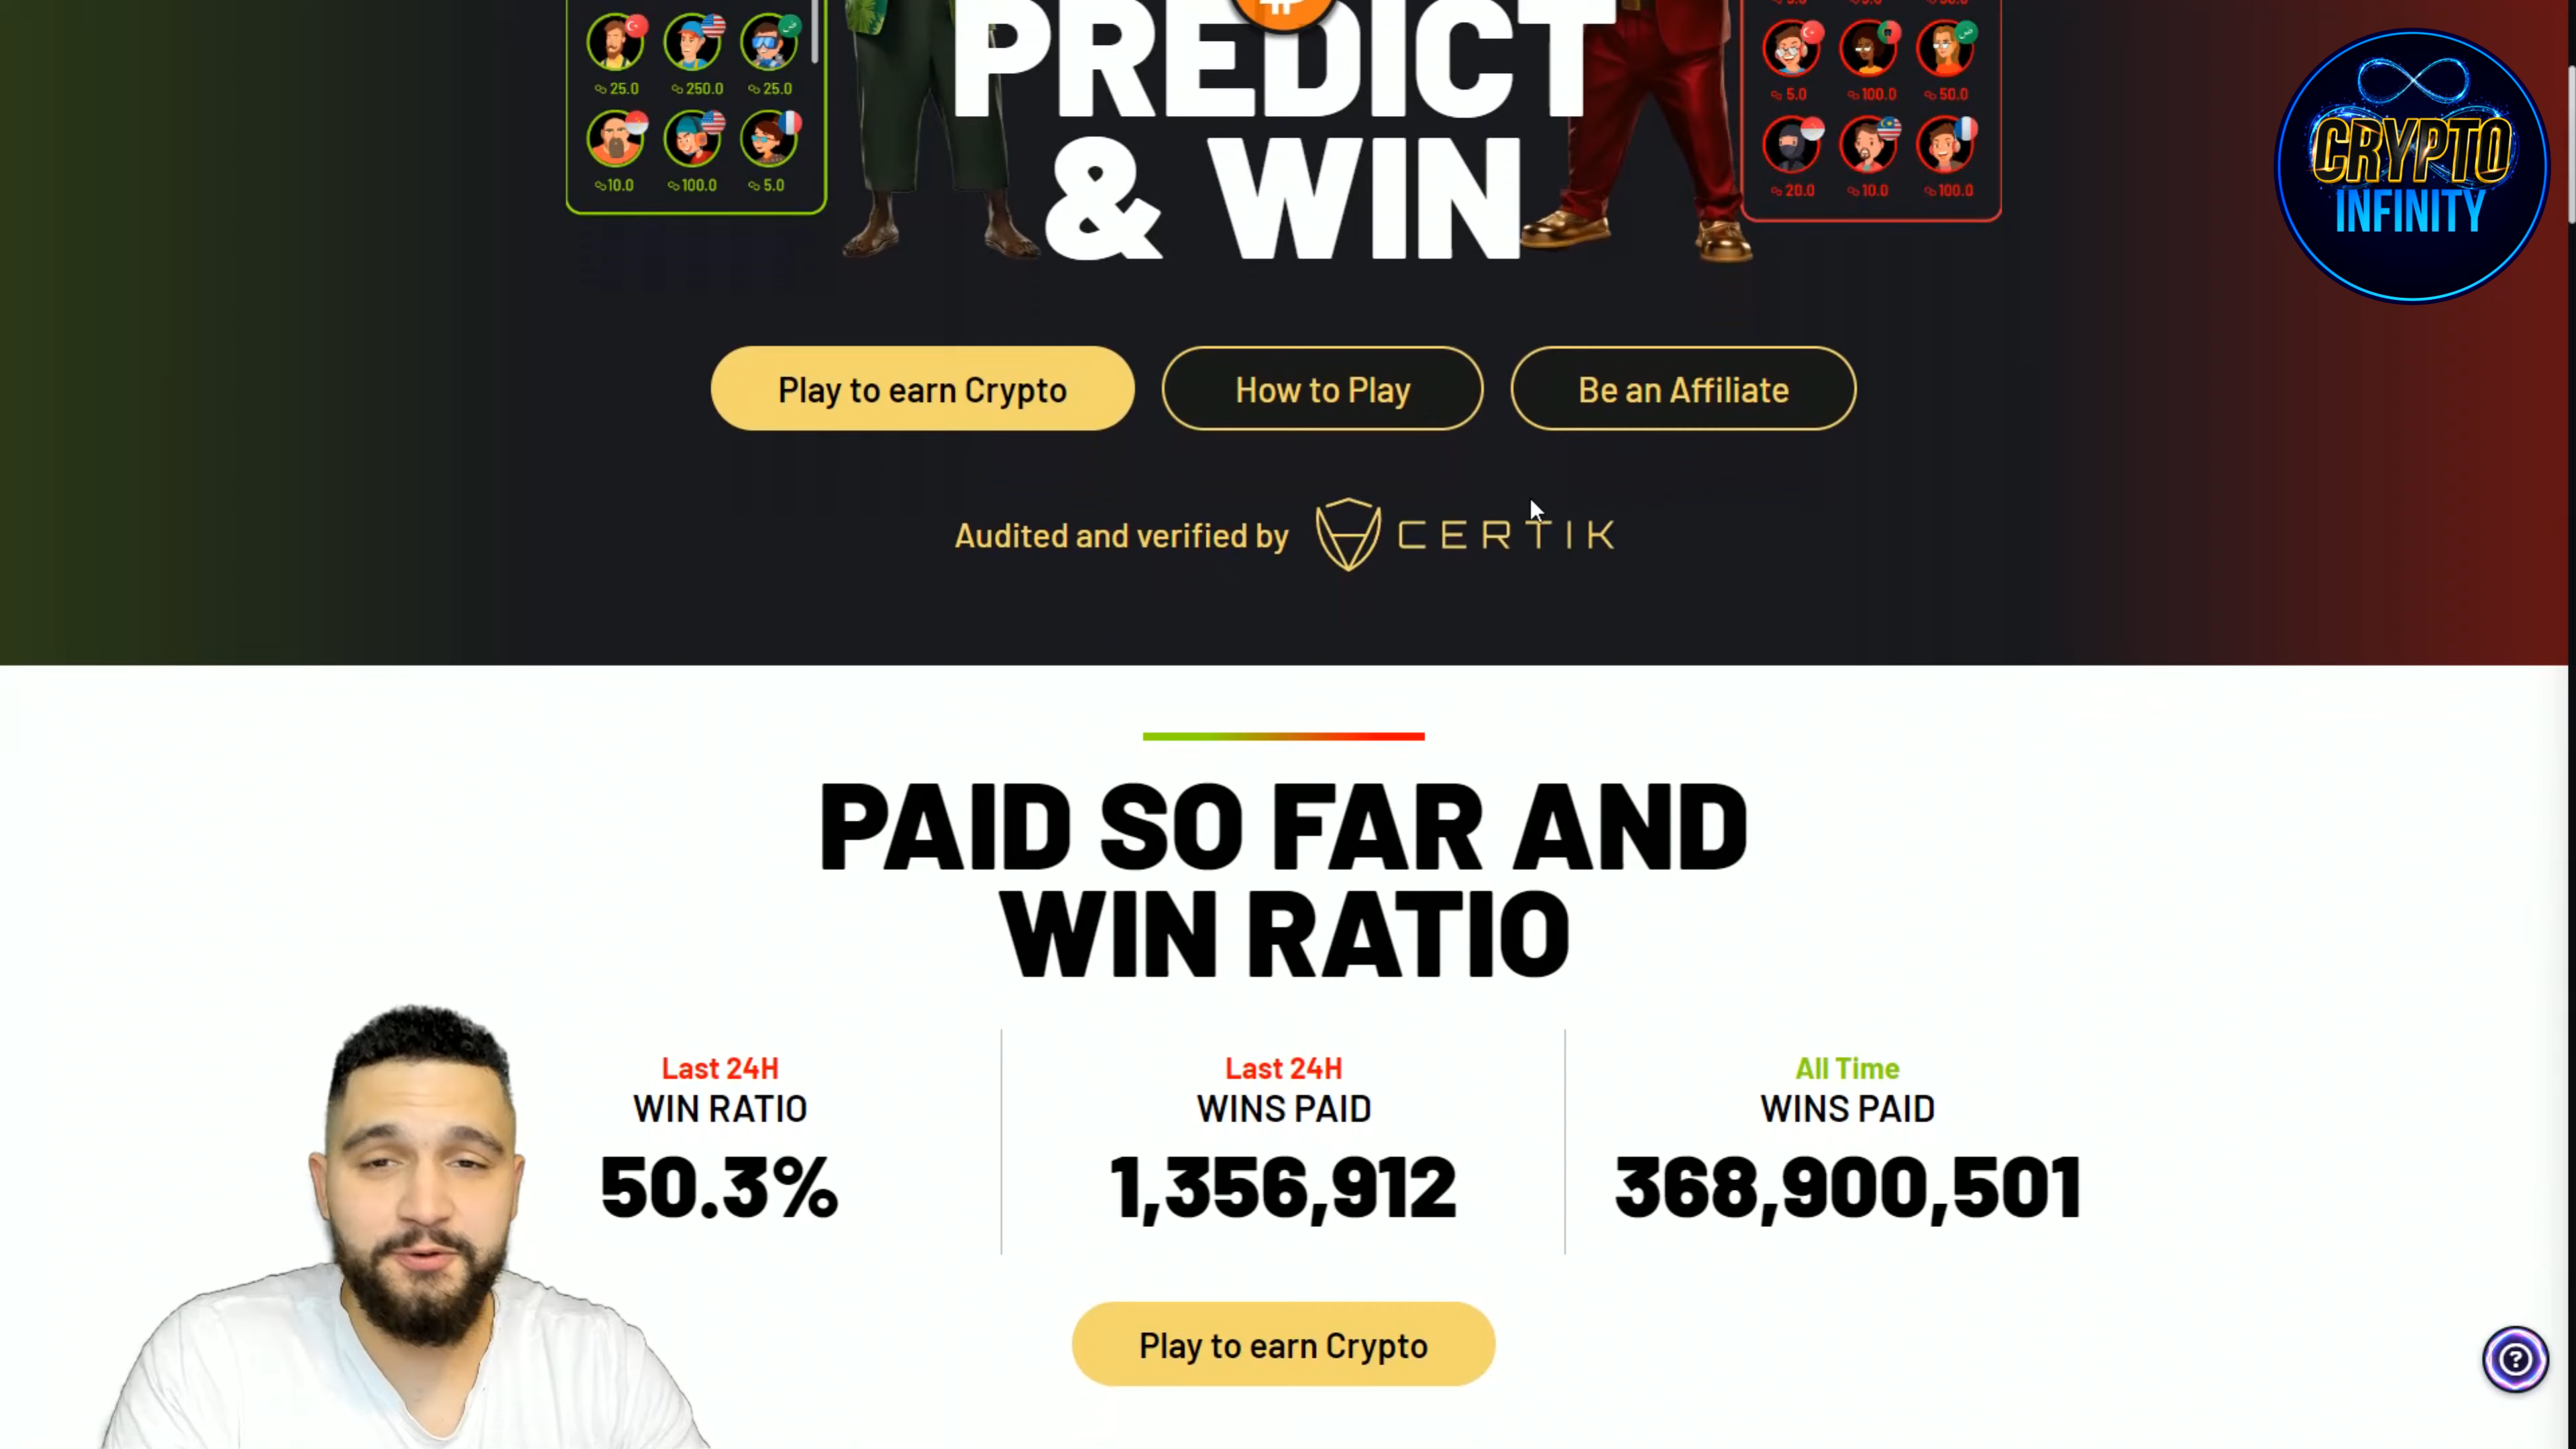 PREDICT
& WIN
25.0 250.0 25.0
10.0 100.0 5.0
5.0 100.0 50.0
20.0 10.0 100.0
CRYPTO
INFINITY
Play to earn Crypto
How to Play
Be an Affiliate
Audited and verified by CERTIK
PAID SO FAR AND
WIN RATIO
Last 24H
WIN RATIO
50.3%
Last 24H
WINS PAID
1,356,912
All Time
WINS PAID
368,900,501
Play to earn Crypto
?